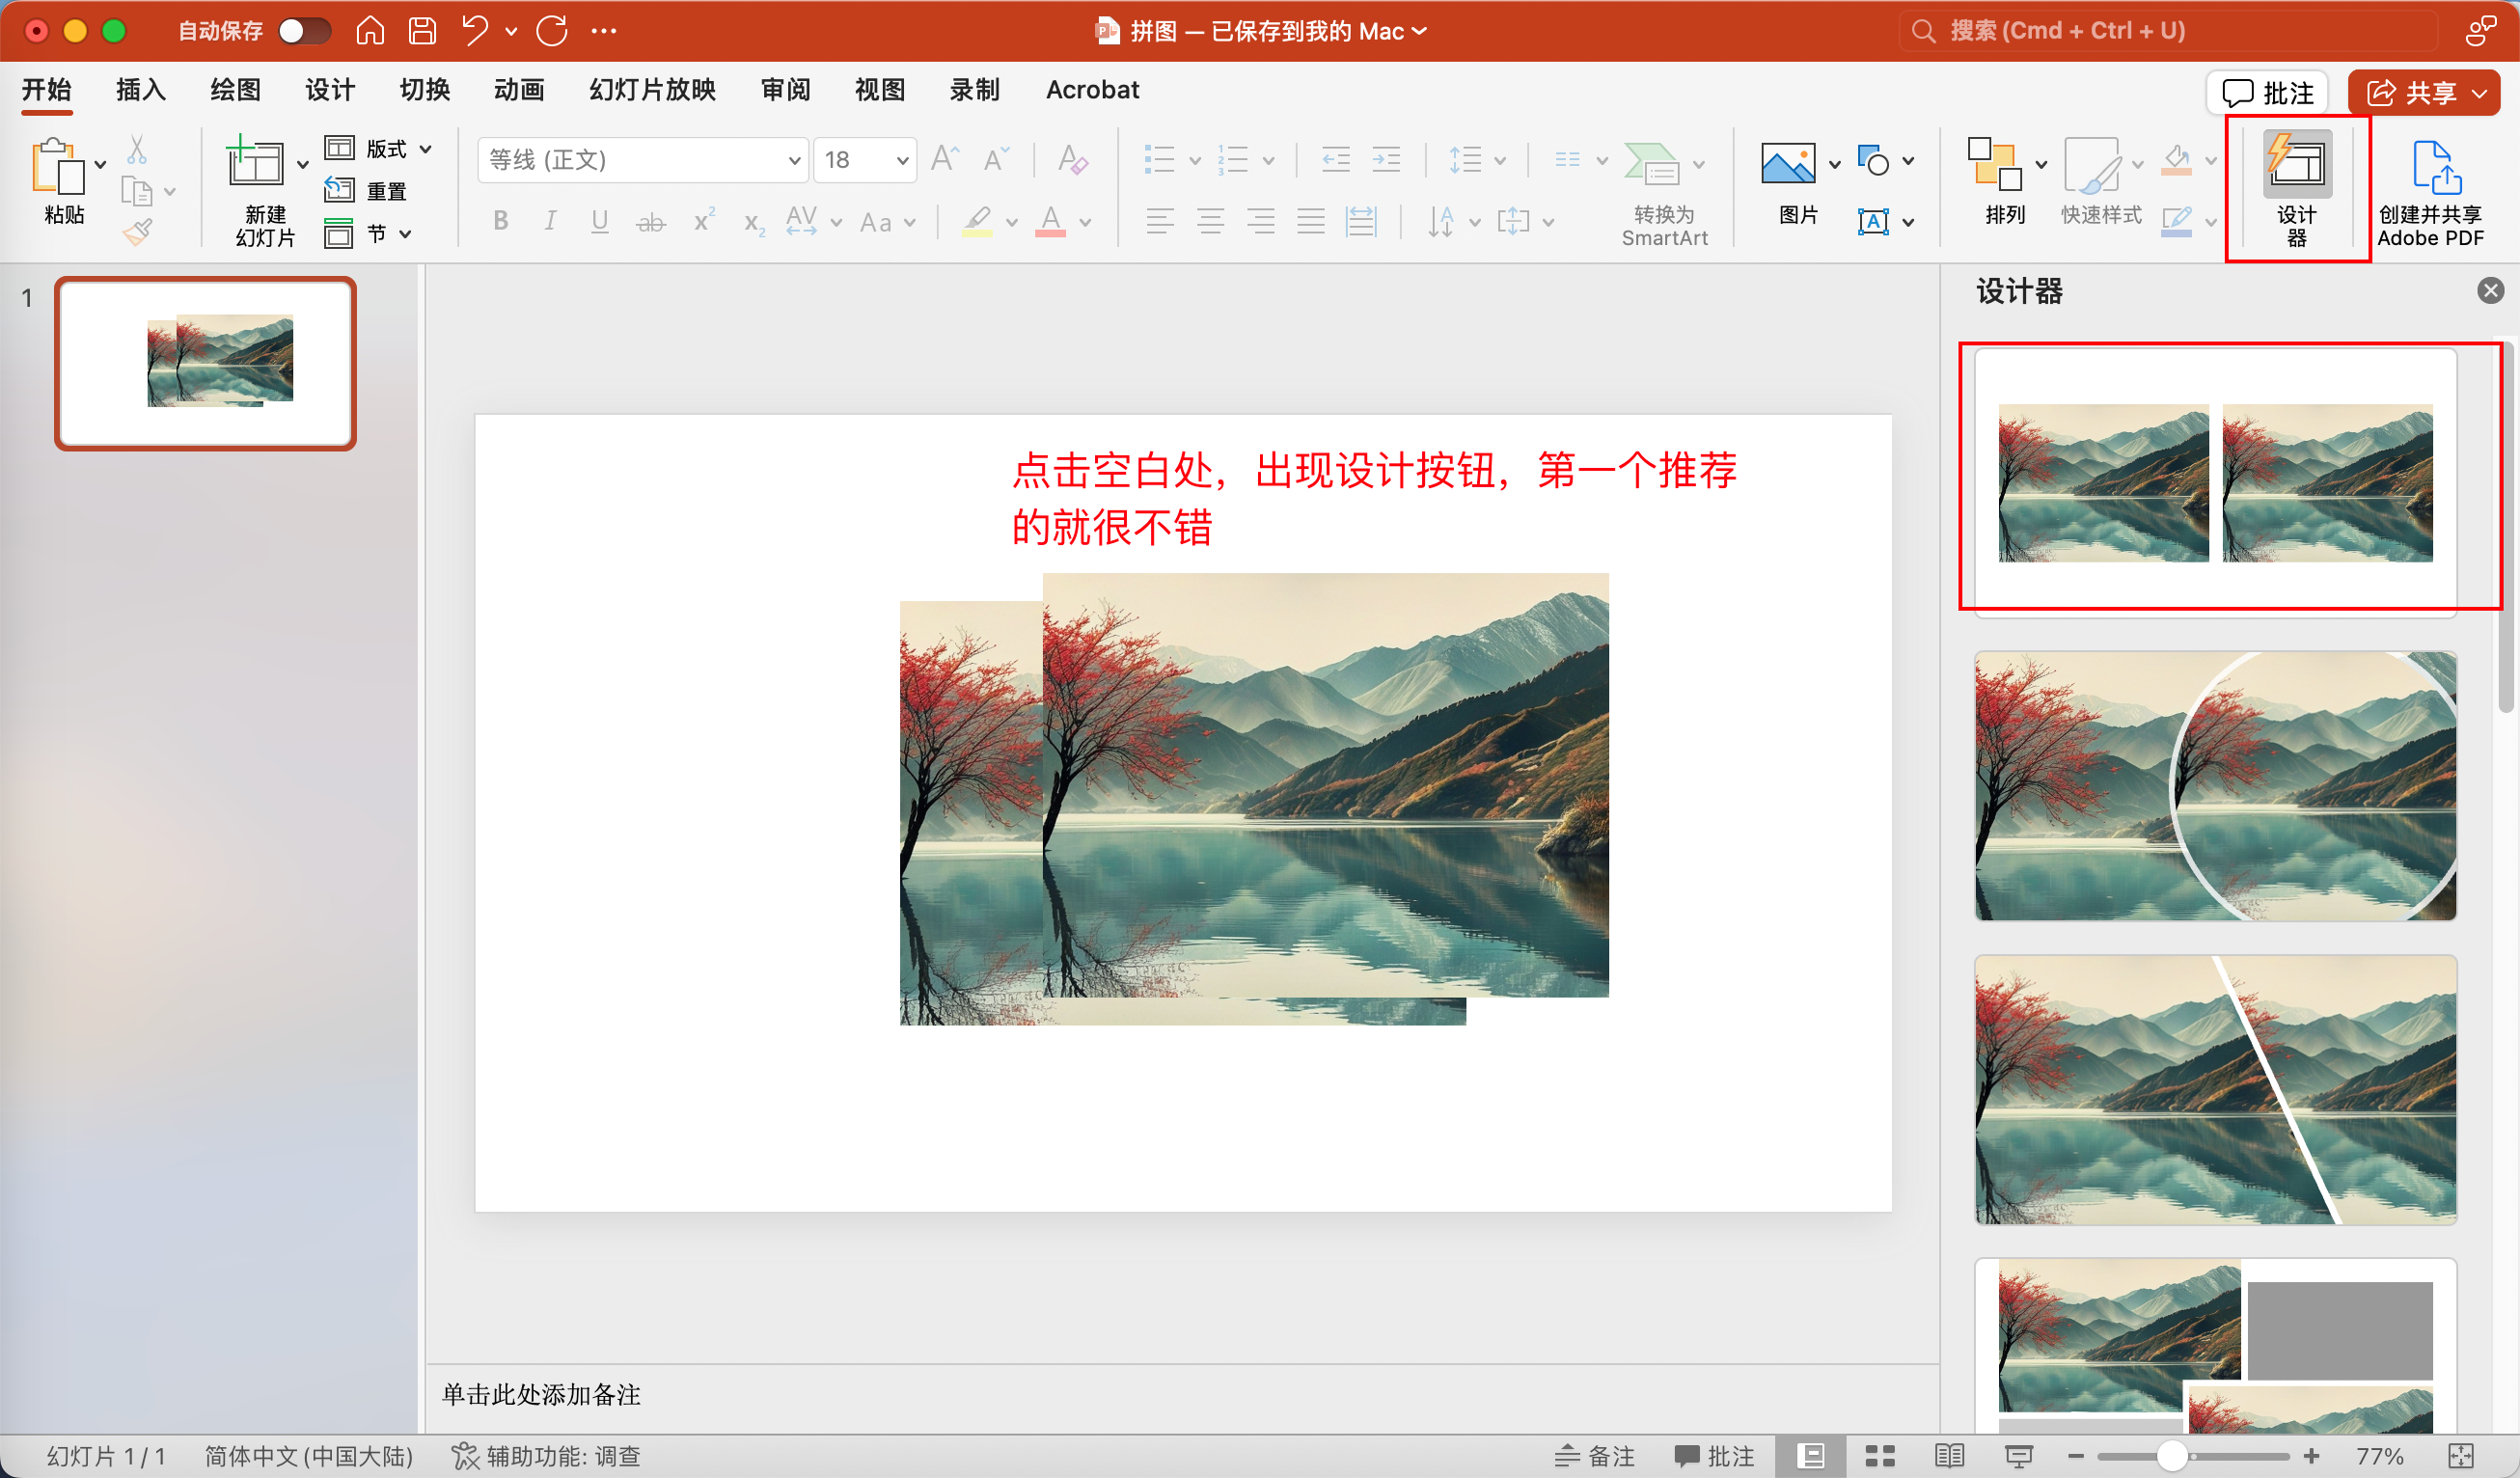 自动保存
拼图 — 已保存到我的 Mac
搜索 (Cmd + Ctrl + U)
开始 插入 绘图 设计 切换 动画 幻灯片放映 审阅 视图 录制 Acrobat
批注 共享
粘贴
新建
幻灯片
版式
重置
节
等线 (正文) 18
转换为
SmartArt
图片
排列
快速样式
设计
器
创建并共享
Adobe PDF
1
设计器
点击空白处，出现设计按钮，第一个推荐
的就很不错
单击此处添加备注
幻灯片 1 / 1 简体中文 (中国大陆) 辅助功能: 调查 备注 批注 77%